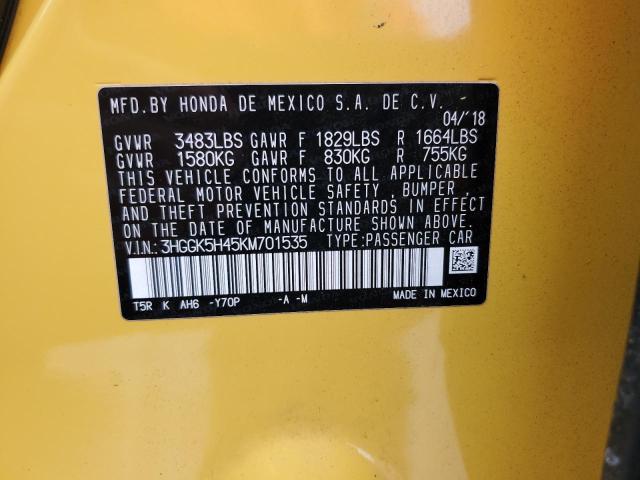 MFD.BY HONDA DE MEXICO S.A. DE C.V.
04/'18
GVWR 3483LBS GAWR F 1829LBS R 1664LBS
GVWR 1580KG GAWR F 830KG R 755KG
THIS VEHICLE CONFORMS TO ALL APPLICABLE
FEDERAL MOTOR VEHICLE SAFETY, BUMPER,
AND THEFT PREVENTION STANDARDS IN EFFECT
ON THE DATE OF MANUFACTURE SHOWN ABOVE.
V.I.N.: 3HGGK5H45KM701535 TYPE:PASSENGER CAR
T5R K AH6 -Y70P -A -M MADE IN MEXICO